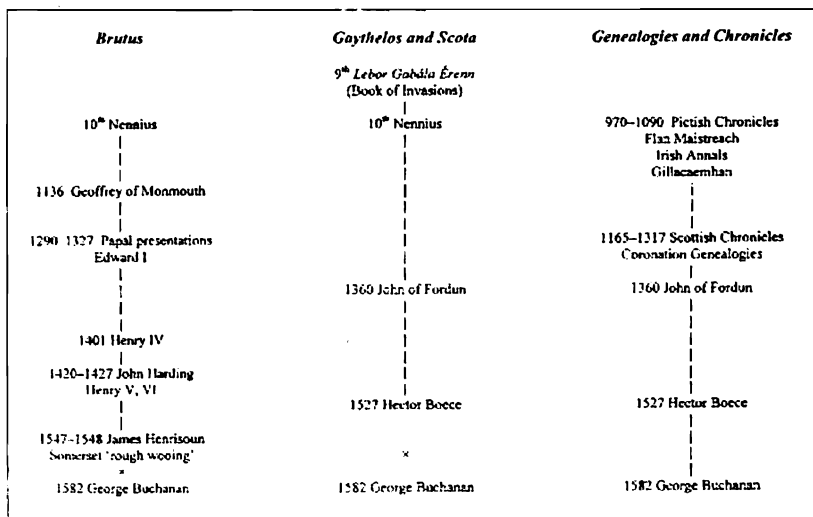 Brutus
10th Nennius
1136 Geoffrey of Monmouth
1290–1327 Papal presentations
Edward I
1401 Henry IV
1420–1427 John Harding
Henry V, VI
1547–1548 James Henrisoun
Somerset ‘rough wooing’
×
1582 George Buchanan
Gaythelos and Scota
9th Lebor Gabála Érenn
(Book of Invasions)
10th Nennius
1360 John of Fordun
1527 Hector Boece
×
1582 George Buchanan
Genealogies and Chronicles
970–1090 Pictish Chronicles
Flan Maistreach
Irish Annals
Gillacaemhan
1165–1317 Scottish Chronicles
Coronation Genealogies
1360 John of Fordun
1527 Hector Boece
1582 George Buchanan